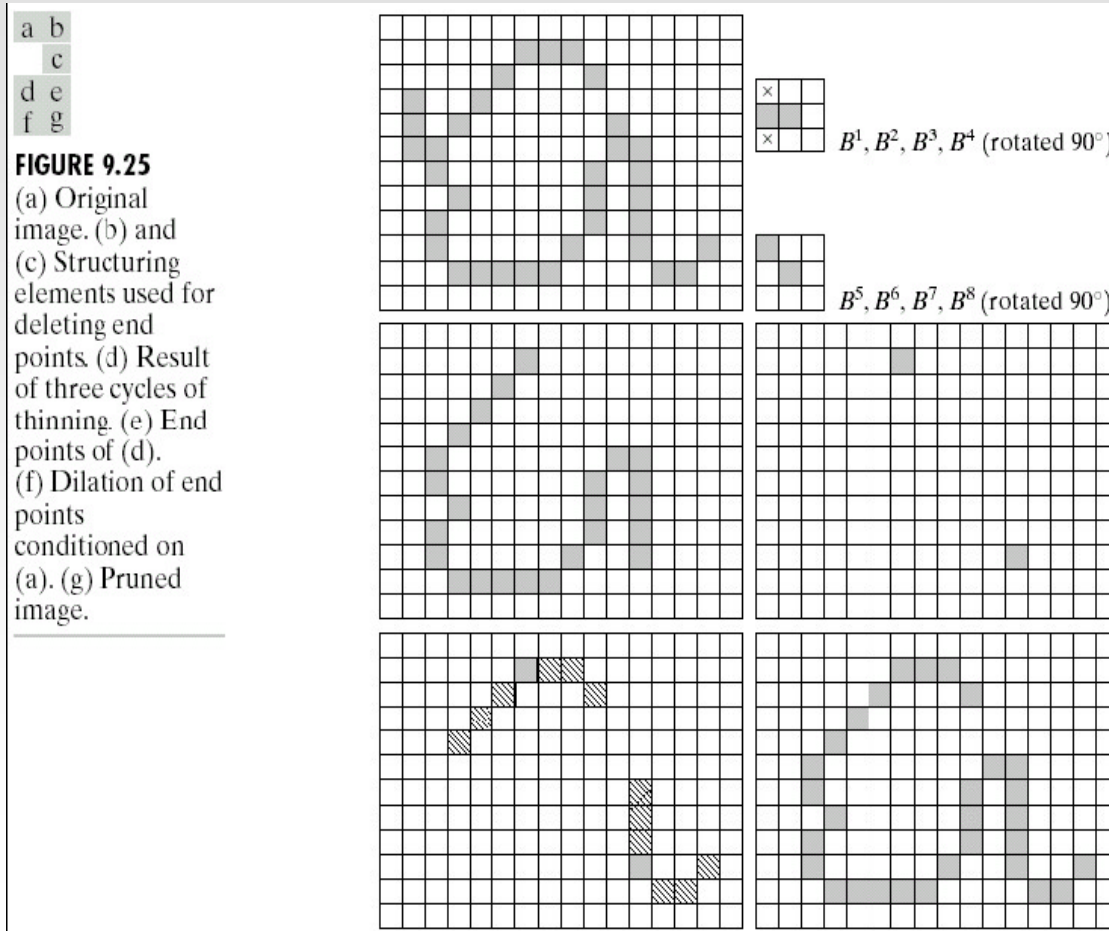 a b
c
d e
f g
FIGURE 9.25
(a) Original
image. (b) and
(c) Structuring
elements used for
deleting end
points. (d) Result
of three cycles of
thinning. (e) End
points of (d).
(f) Dilation of end
points
conditioned on
(a). (g) Pruned
image.
×
×
B¹, B², B³, B⁴ (rotated 90°)
B⁵, B⁶, B⁷, B⁸ (rotated 90°)